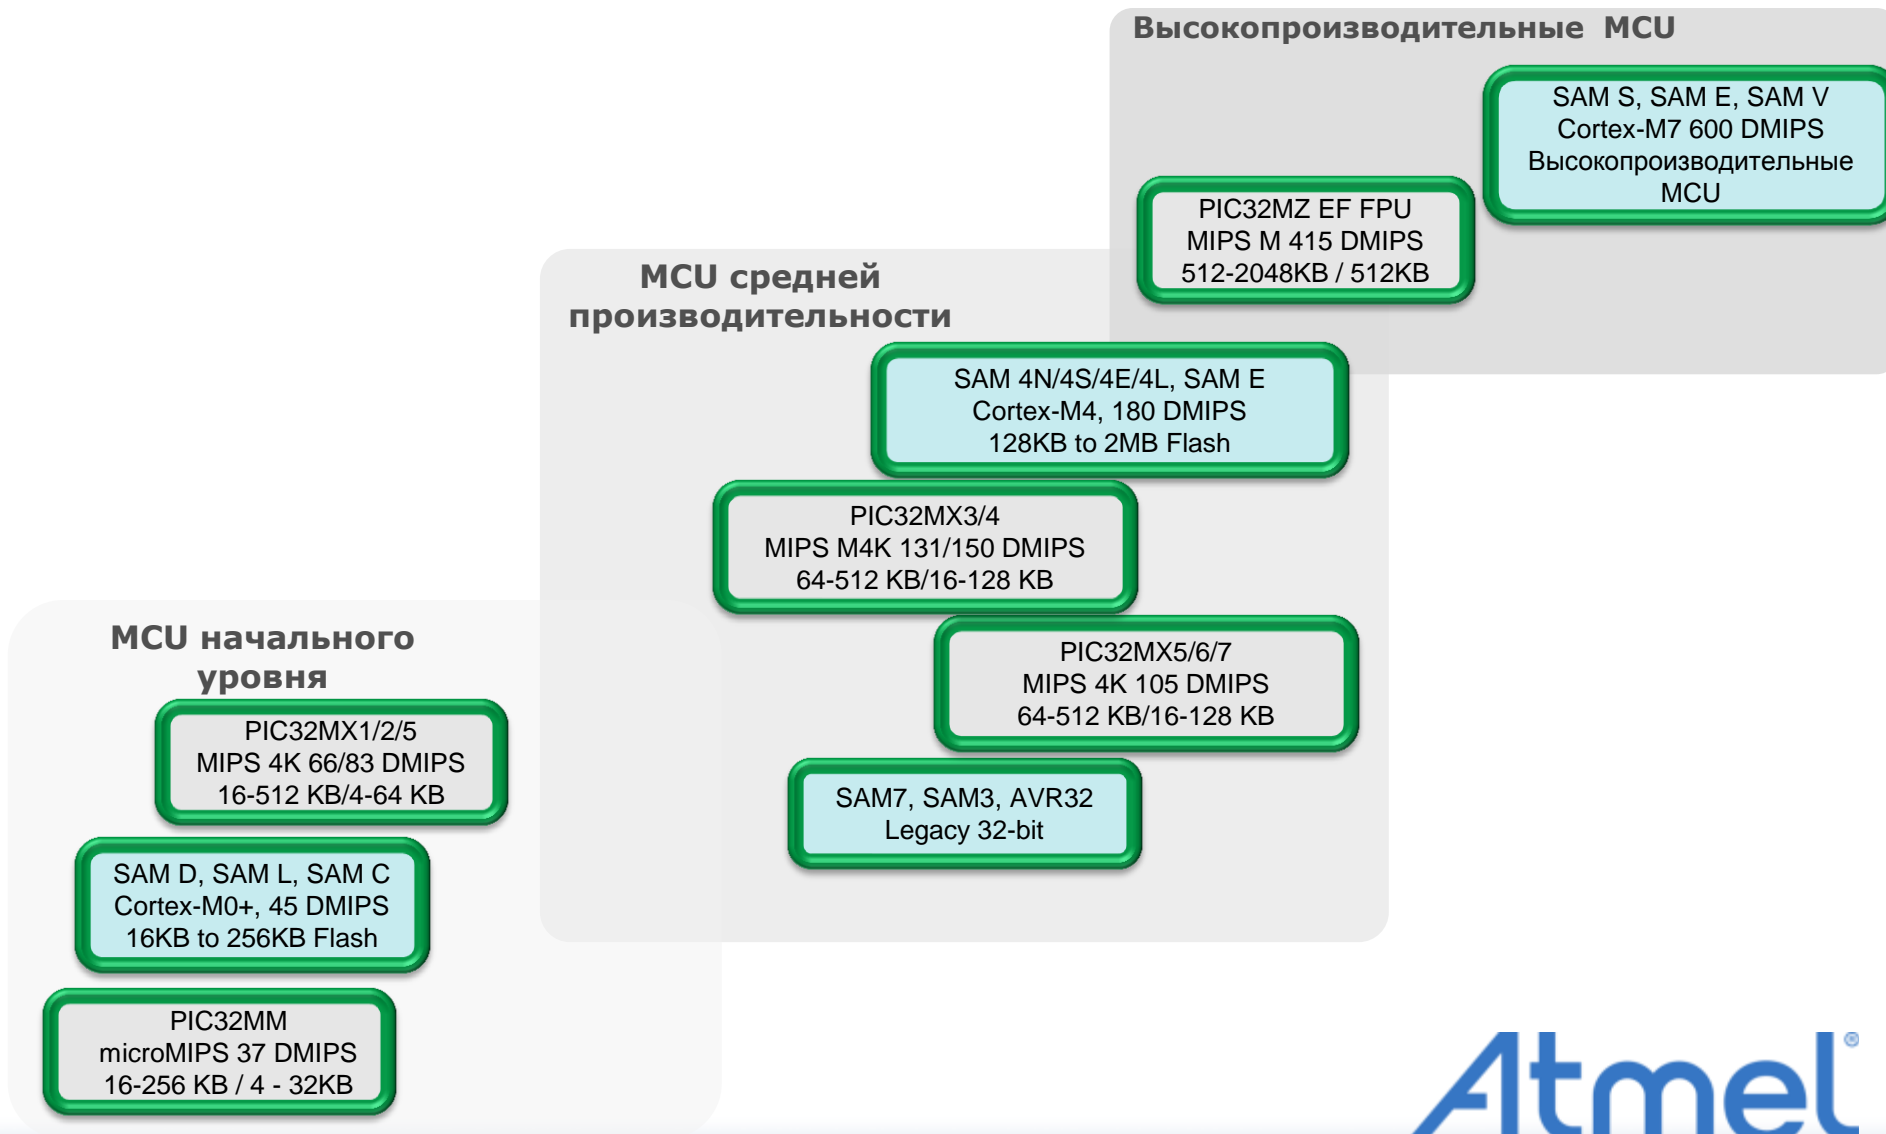 Высокопроизводительные MCU
SAM S, SAM E, SAM V
Cortex-M7 600 DMIPS
Высокопроизводительные
MCU
PIC32MZ EF FPU
MIPS M 415 DMIPS
512-2048KB / 512KB
MCU средней
производительности
SAM 4N/4S/4E/4L, SAM E
Cortex-M4, 180 DMIPS
128KB to 2MB Flash
PIC32MX3/4
MIPS M4K 131/150 DMIPS
64-512 KB/16-128 KB
PIC32MX5/6/7
MIPS 4K 105 DMIPS
64-512 KB/16-128 KB
SAM7, SAM3, AVR32
Legacy 32-bit
MCU начального
уровня
PIC32MX1/2/5
MIPS 4K 66/83 DMIPS
16-512 KB/4-64 KB
SAM D, SAM L, SAM C
Cortex-M0+, 45 DMIPS
16KB to 256KB Flash
PIC32MM
microMIPS 37 DMIPS
16-256 KB / 4 - 32KB
Atmel®